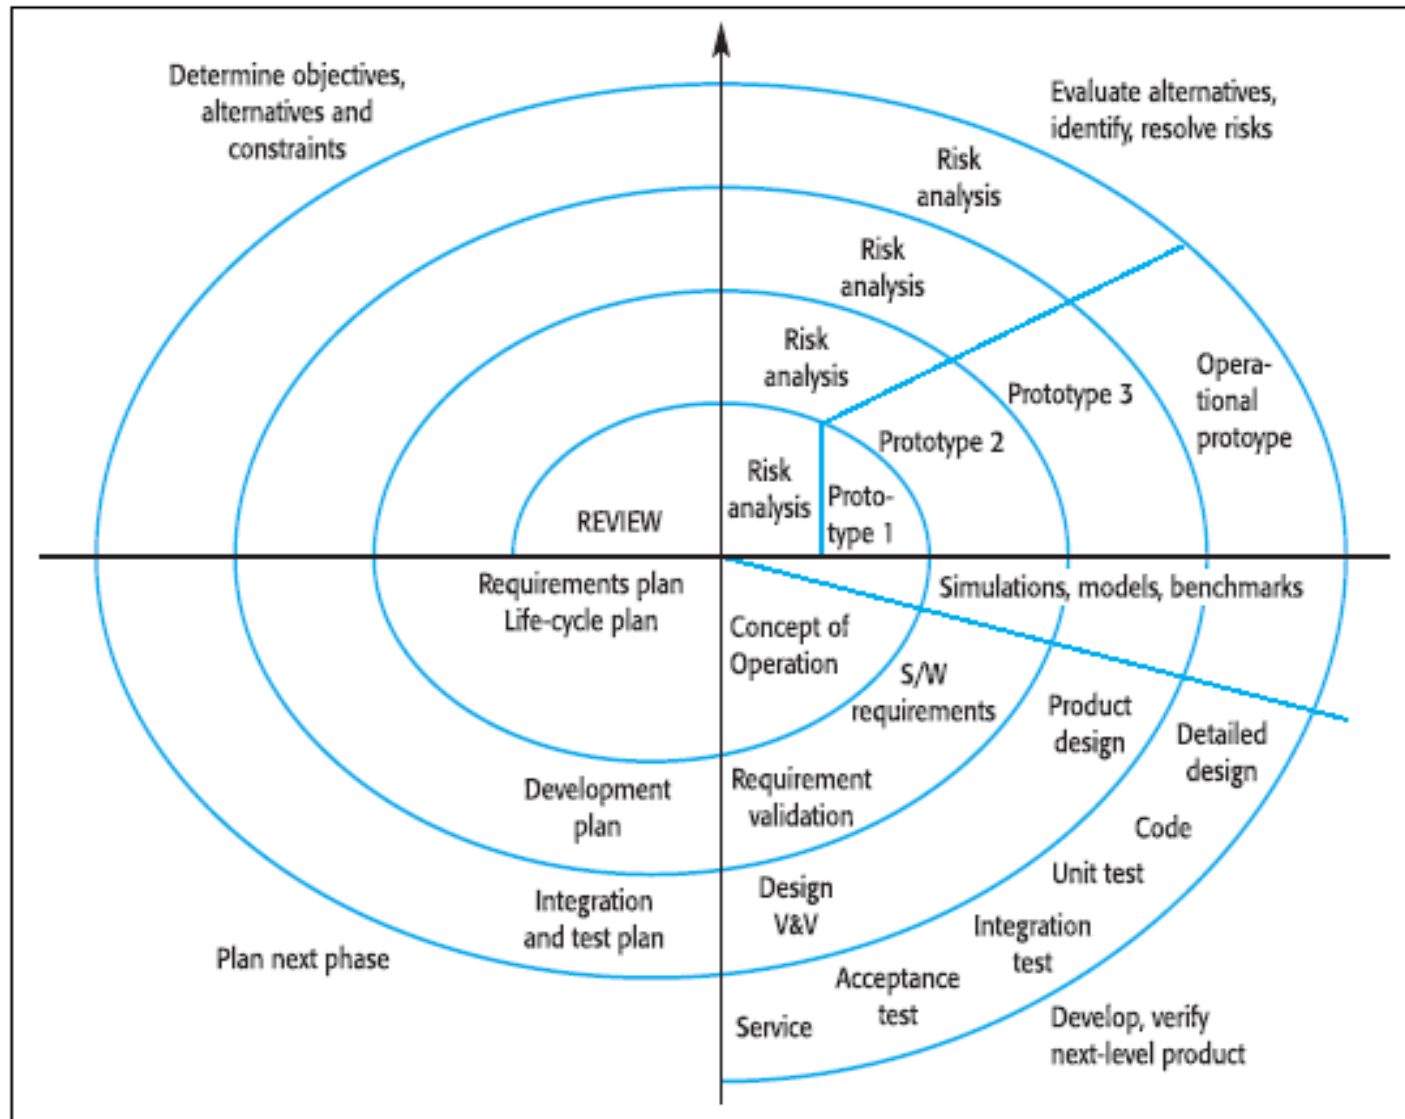 Determine objectives,
alternatives and
constraints
Evaluate alternatives,
identify, resolve risks
Risk
analysis
Risk
analysis
Risk
analysis
Risk
analysis
Proto-
type 1
Prototype 2
Prototype 3
Opera-
tional
protoype
REVIEW
Requirements plan
Life-cycle plan
Simulations, models, benchmarks
Concept of
Operation
S/W
requirements
Product
design
Detailed
design
Development
plan
Requirement
validation
Code
Unit test
Integration
and test plan
Design
V&V
Integration
test
Plan next phase
Acceptance
test
Service
Develop, verify
next-level product